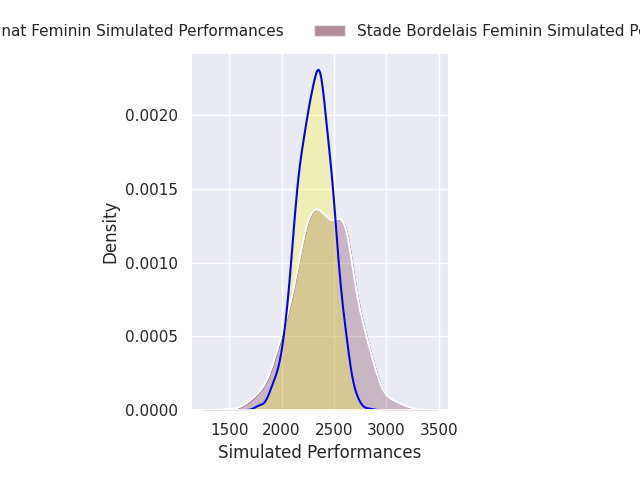 nat Feminin Simulated Performances
Stade Bordelais Feminin Simulated
0.0020
0.0015
0.0010
0.0005
0.0000
Density
1500 2000 2500 3000 3500
Simulated Performances